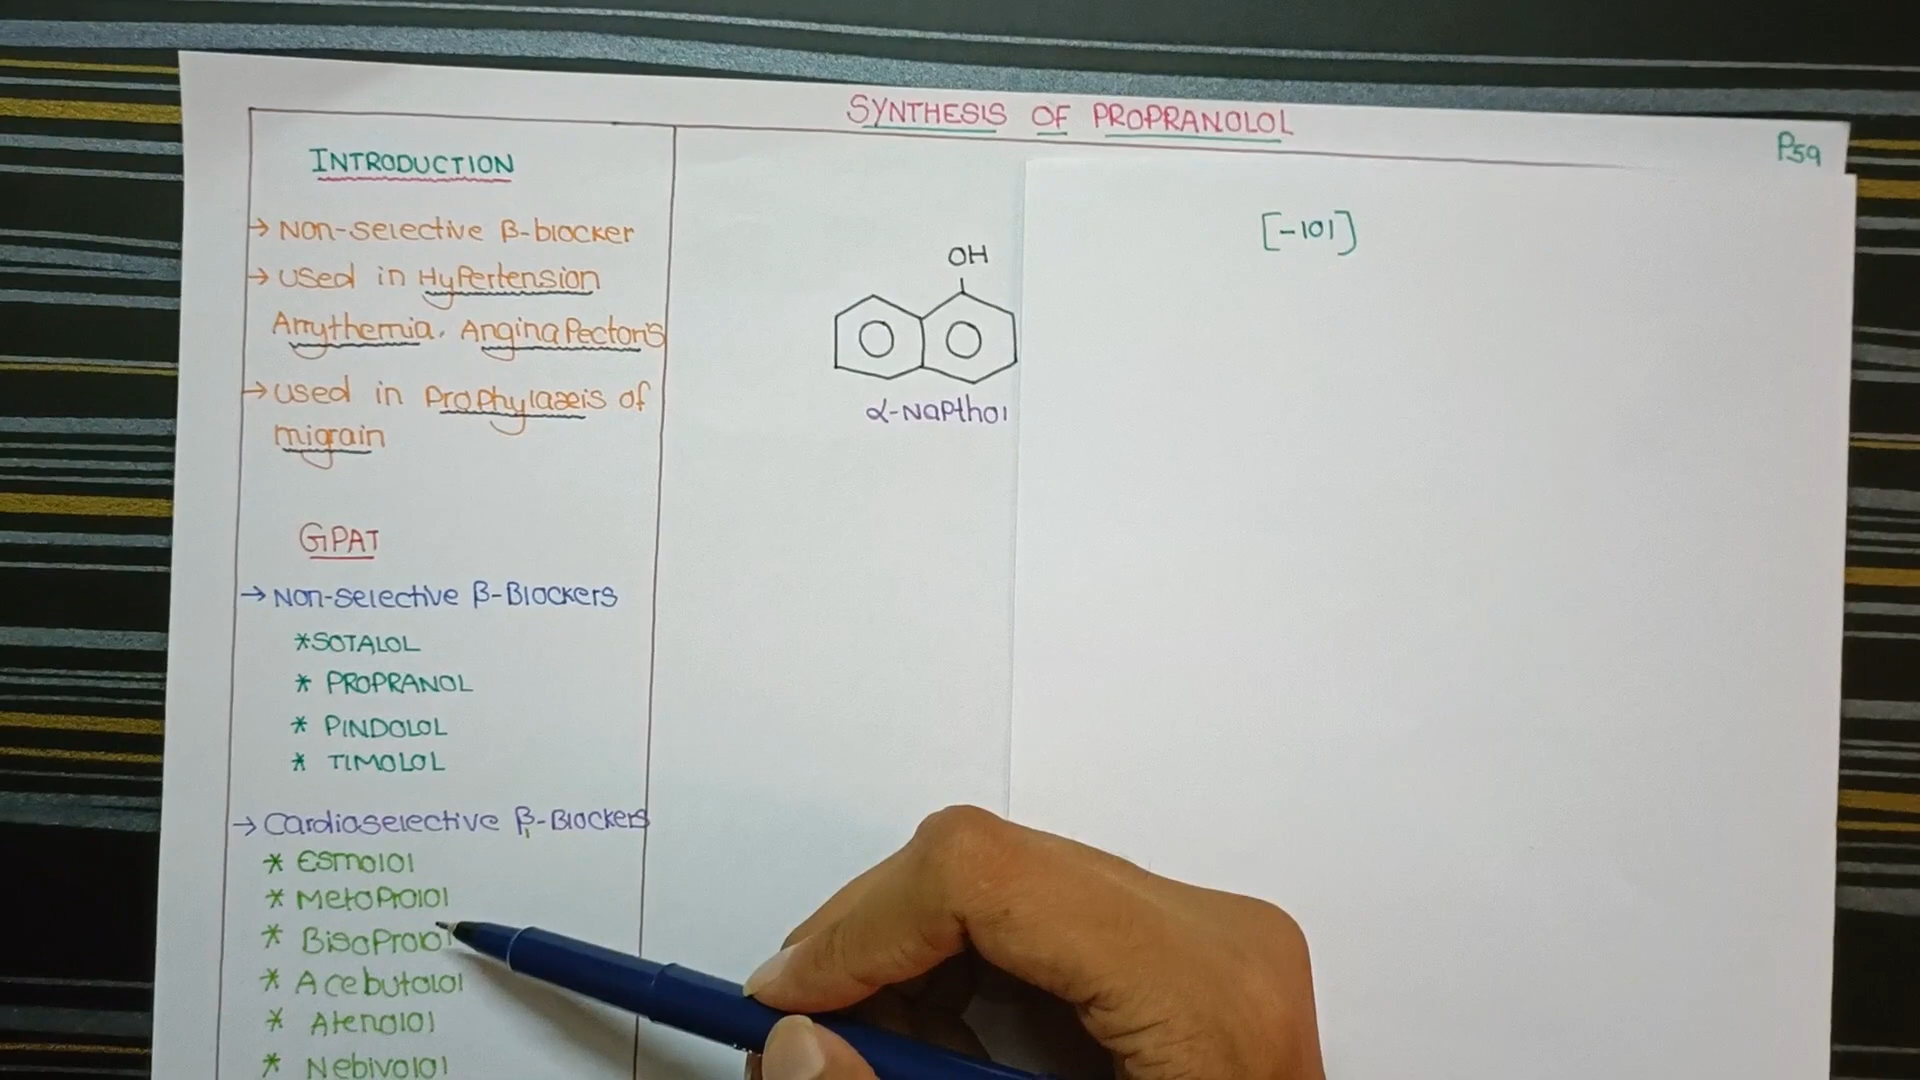 SYNTHESIS OF PROPRANOLOL
P59
INTRODUCTION
→ Non-selective β-blocker
→ used in Hypertension
Arrythemia, Angina Pectoris
→ used in Prophylaxeis of
migrain
GPAT
→ Non-selective β-Blockers
* SOTALOL
* PROPRANOL
* PINDOLOL
* TIMOLOL
→ Cardioselective β1-Blockers
* Esmolol
* Metoprolol
* Bisoprolol
* Acebutolol
* Atenolol
* Nebivolol
OH
α-Napthol
[-lol]